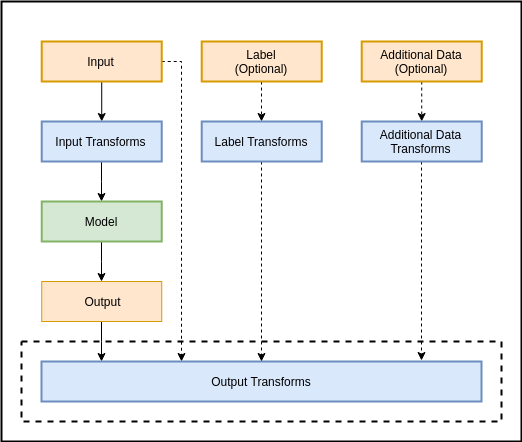 Input
Label
(Optional)
Additional Data
(Optional)
Input Transforms
Label Transforms
Additional Data
Transforms
Model
Output
Output Transforms